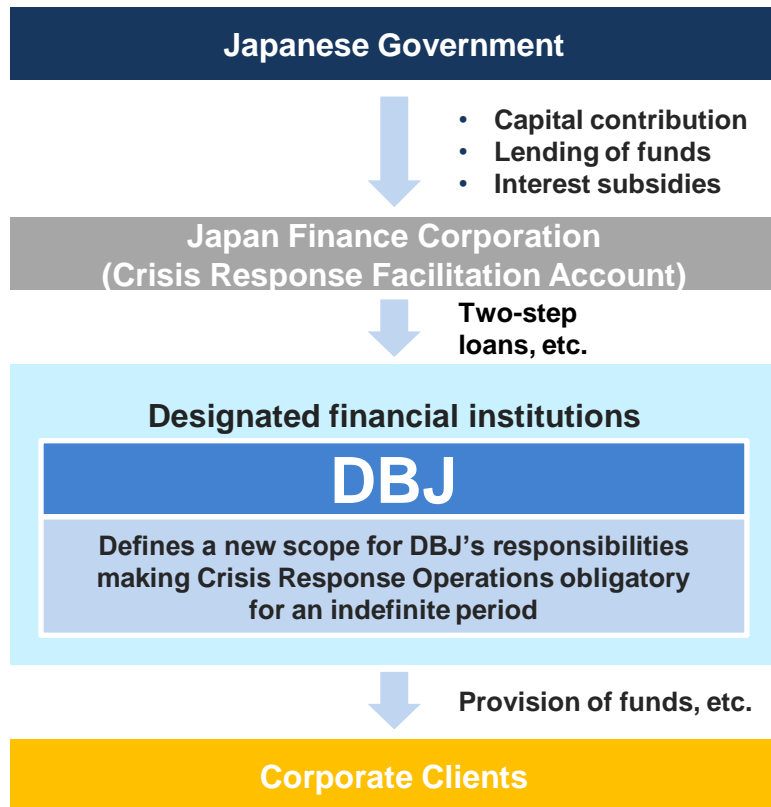 Japanese Government
• Capital contribution
• Lending of funds
• Interest subsidies
Japan Finance Corporation
(Crisis Response Facilitation Account)
Two-step
loans, etc.
Designated financial institutions
DBJ
Defines a new scope for DBJ’s responsibilities
making Crisis Response Operations obligatory
for an indefinite period
Provision of funds, etc.
Corporate Clients